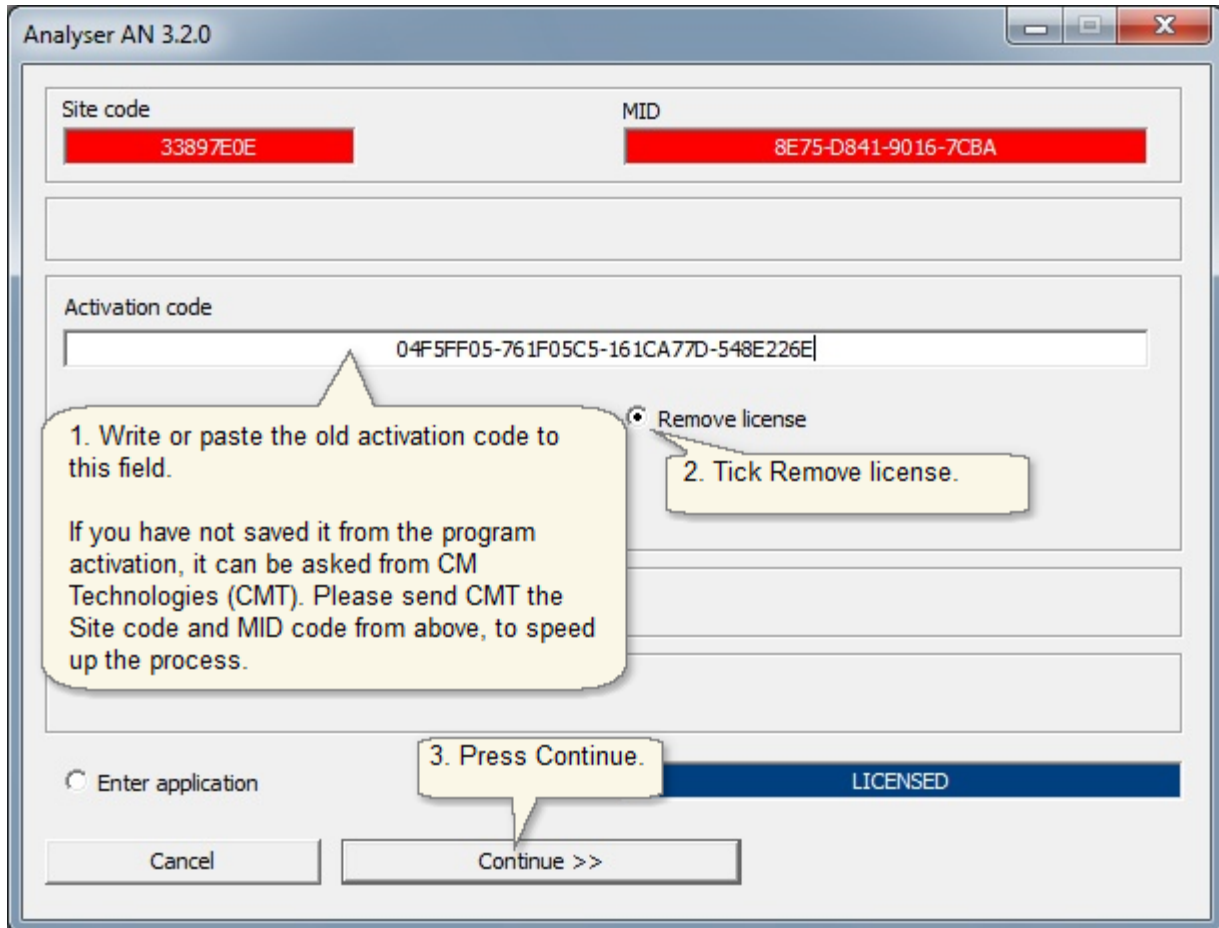 Analyser AN 3.2.0
Site code
MID
33897E0E
8E75-D841-9016-7CBA
Activation code
04F5FF05-761F05C5-161CA77D-548E226E
Remove license
1. Write or paste the old activation code to
this field.
If you have not saved it from the program
activation, it can be asked from CM
Technologies (CMT). Please send CMT the
Site code and MID code from above, to speed
up the process.
2. Tick Remove license.
3. Press Continue.
Enter application
LICENSED
Cancel
Continue >>